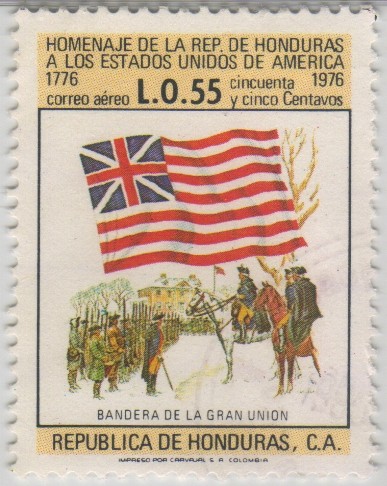 HOMENAJE DE LA REP. DE HONDURAS
A LOS ESTADOS UNIDOS DE AMERICA
1776 cincuenta 1976
correo aéreo L.0.55 y cinco Centavos
BANDERA DE LA GRAN UNION
REPUBLICA DE HONDURAS, C.A.
IMPRESO POR CARVAJAL S. A. COLOMBIA